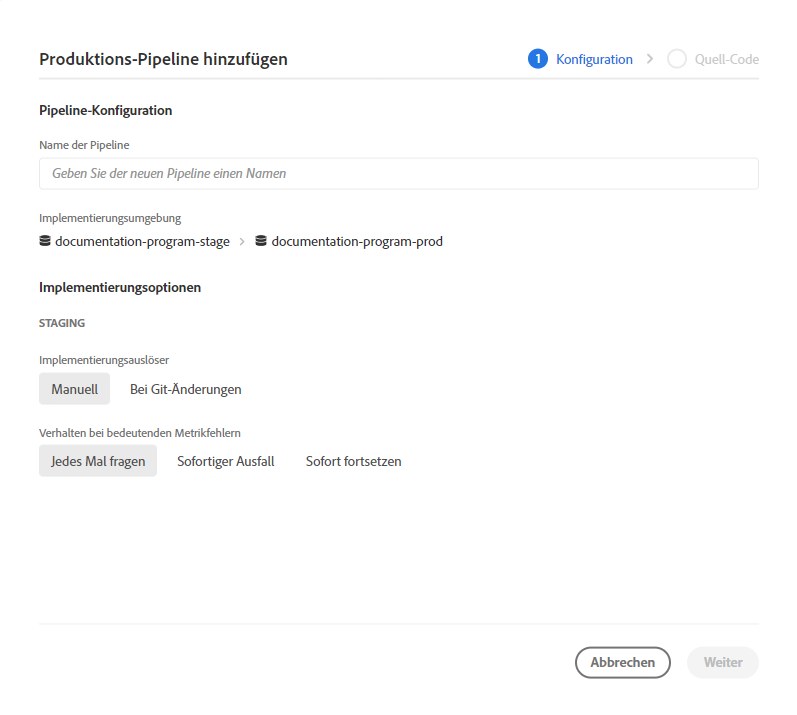 Produktions-Pipeline hinzufügen
1 Konfiguration > Quell-Code
Pipeline-Konfiguration
Name der Pipeline
Geben Sie der neuen Pipeline einen Namen
Implementierungsumgebung
documentation-program-stage > documentation-program-prod
Implementierungsoptionen
STAGING
Implementierungsauslöser
Manuell Bei Git-Änderungen
Verhalten bei bedeutenden Metrikfehlern
Jedes Mal fragen Sofortiger Ausfall Sofort fortsetzen
Abbrechen Weiter